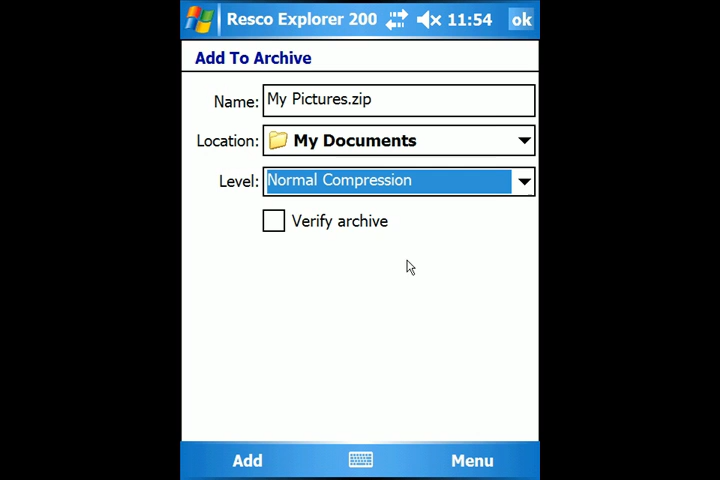 Resco Explorer 200 11:54 ok
Add To Archive
Name: My Pictures.zip
Location: My Documents
Level: Normal Compression
Verify archive
Add Menu